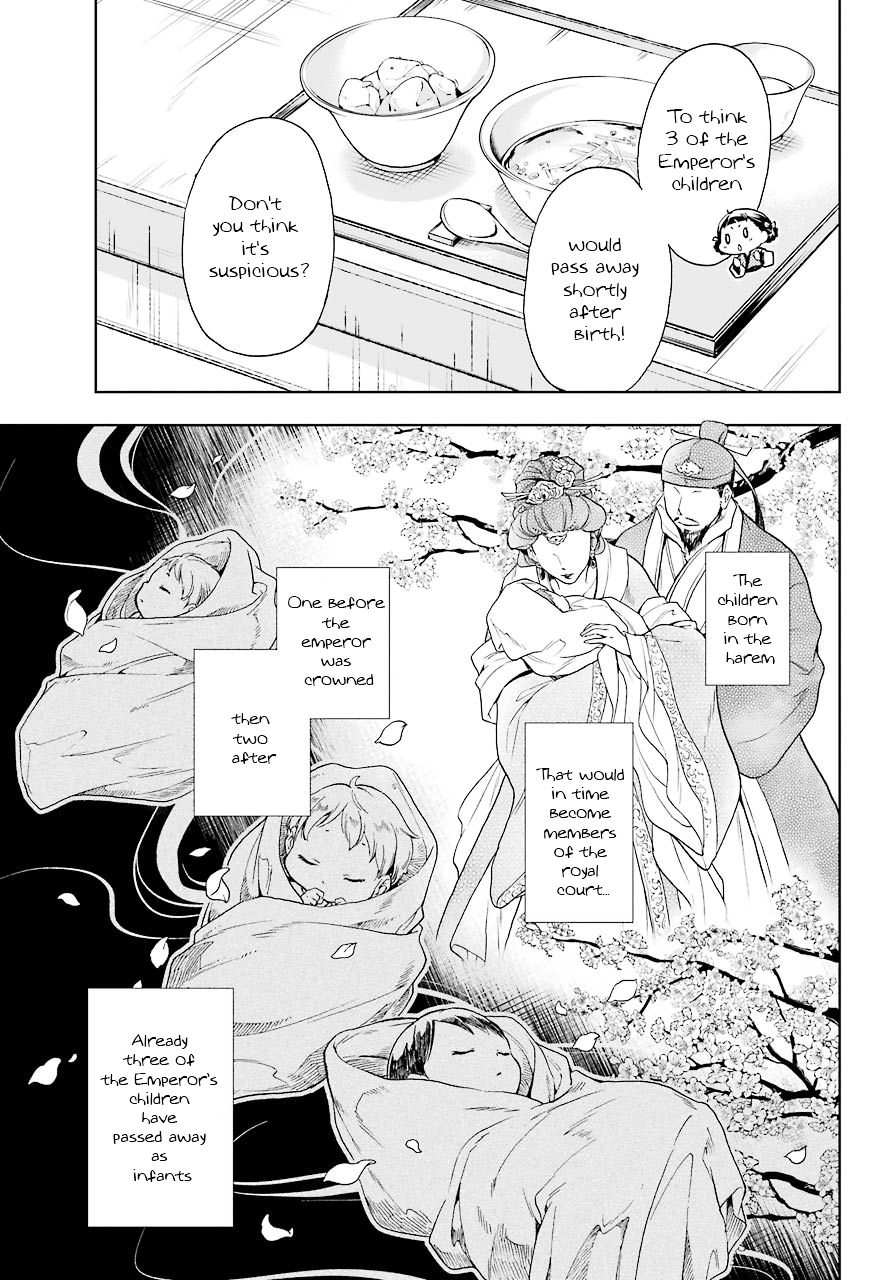 To think
3 of the
Emperor's
children
would
pass away
shortly
after
Birth!
Don't
you think
it's
suspicious?
The
children
Born
in the
harem
That would
in time
Become
members
of the
royal
court...
One Before
the
emperor
was
crowned
then
two
after
Already
three of
the Emperor's
children
have
passed away
as
infants